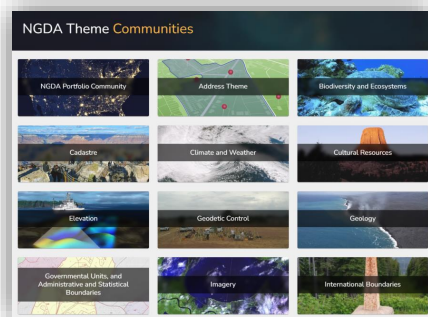 NGDA Theme Communities
NGDA Portfolio Community
Address Theme
Biodiversity and Ecosystems
Cadastre
Climate and Weather
Cultural Resources
Elevation
Geodetic Control
Geology
Governmental Units, and
Administrative and Statistical
Boundaries
Imagery
International Boundaries